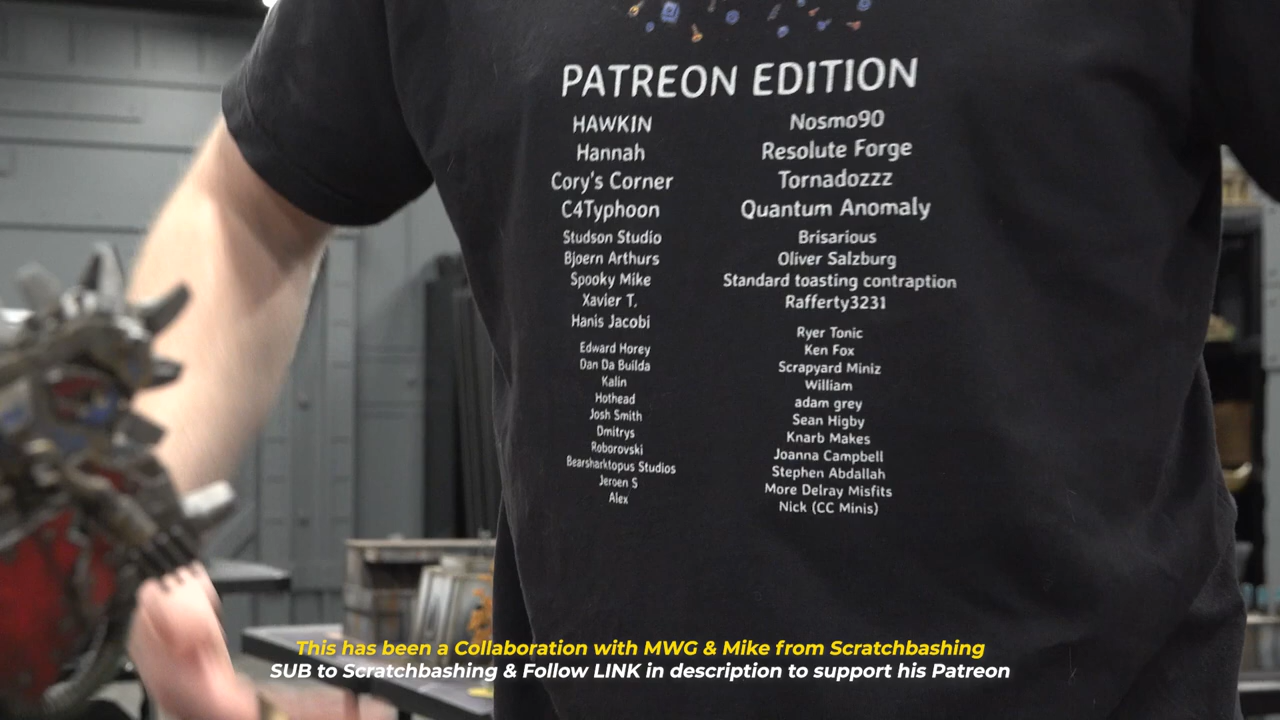 PATREON EDITION
HAWKIN
Hannah
Cory's Corner
C4Typhoon
Studson Studio
Bjoern Arthurs
Spooky Mike
Xavier T.
Hanis Jacobi
Edward Horey
Dan Da Builda
Kalin
Hothead
Josh Smith
Dmitrys
Roborovski
Bearsharktopus Studios
Jeroen S
Alex
Nosmo90
Resolute Forge
Tornadozzz
Quantum Anomaly
Brisarious
Oliver Salzburg
Standard toasting contraption
Rafferty3231
Ryer Tonic
Ken Fox
Scrapyard Miniz
William
adam grey
Sean Higby
Knarb Makes
Joanna Campbell
Stephen Abdallah
More Delray Misfits
Nick (CC Minis)
This has been a Collaboration with MWG & Mike from Scratchbashing
SUB to Scratchbashing & Follow LINK in description to support his Patreon